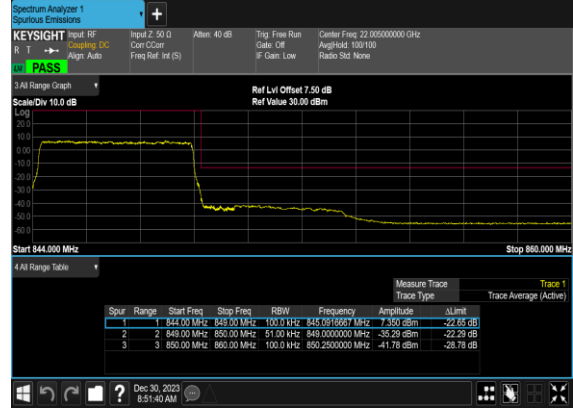 Spectrum Analyzer 1
Spurious Emissions
+
KEYSIGHT Input: RF Input Z: 50 Ω Atten: 40 dB Trig: Free Run Center Freq: 22.005000000 GHz
R T Coupling: DC Corr CCorr Gate: Off Avg|Hold: 100/100
Align: Auto Freq Ref: Int (S) IF Gain: Low Radio Std: None
PASS
3 All Range Graph
Ref Lvl Offset 7.50 dB
Scale/Div 10.0 dB Ref Value 30.00 dBm
Log
20.0
10.0
0.00
-10.0
-20.0
-30.0
-40.0
-50.0
-60.0
Start 844.000 MHz Stop 860.000 MHz
4 All Range Table
Measure Trace Trace 1
Trace Type Trace Average (Active)
Spur Range Start Freq Stop Freq RBW Frequency Amplitude ΔLimit
1 1 844.00 MHz 849.00 MHz 100.0 kHz 845.0916667 MHz 7.350 dBm -22.65 dB
2 2 849.00 MHz 850.00 MHz 51.00 kHz 849.0000000 MHz -35.29 dBm -22.29 dB
3 3 850.00 MHz 860.00 MHz 100.0 kHz 850.2500000 MHz -41.78 dBm -28.78 dB
? Dec 30, 2023
8:51:40 AM